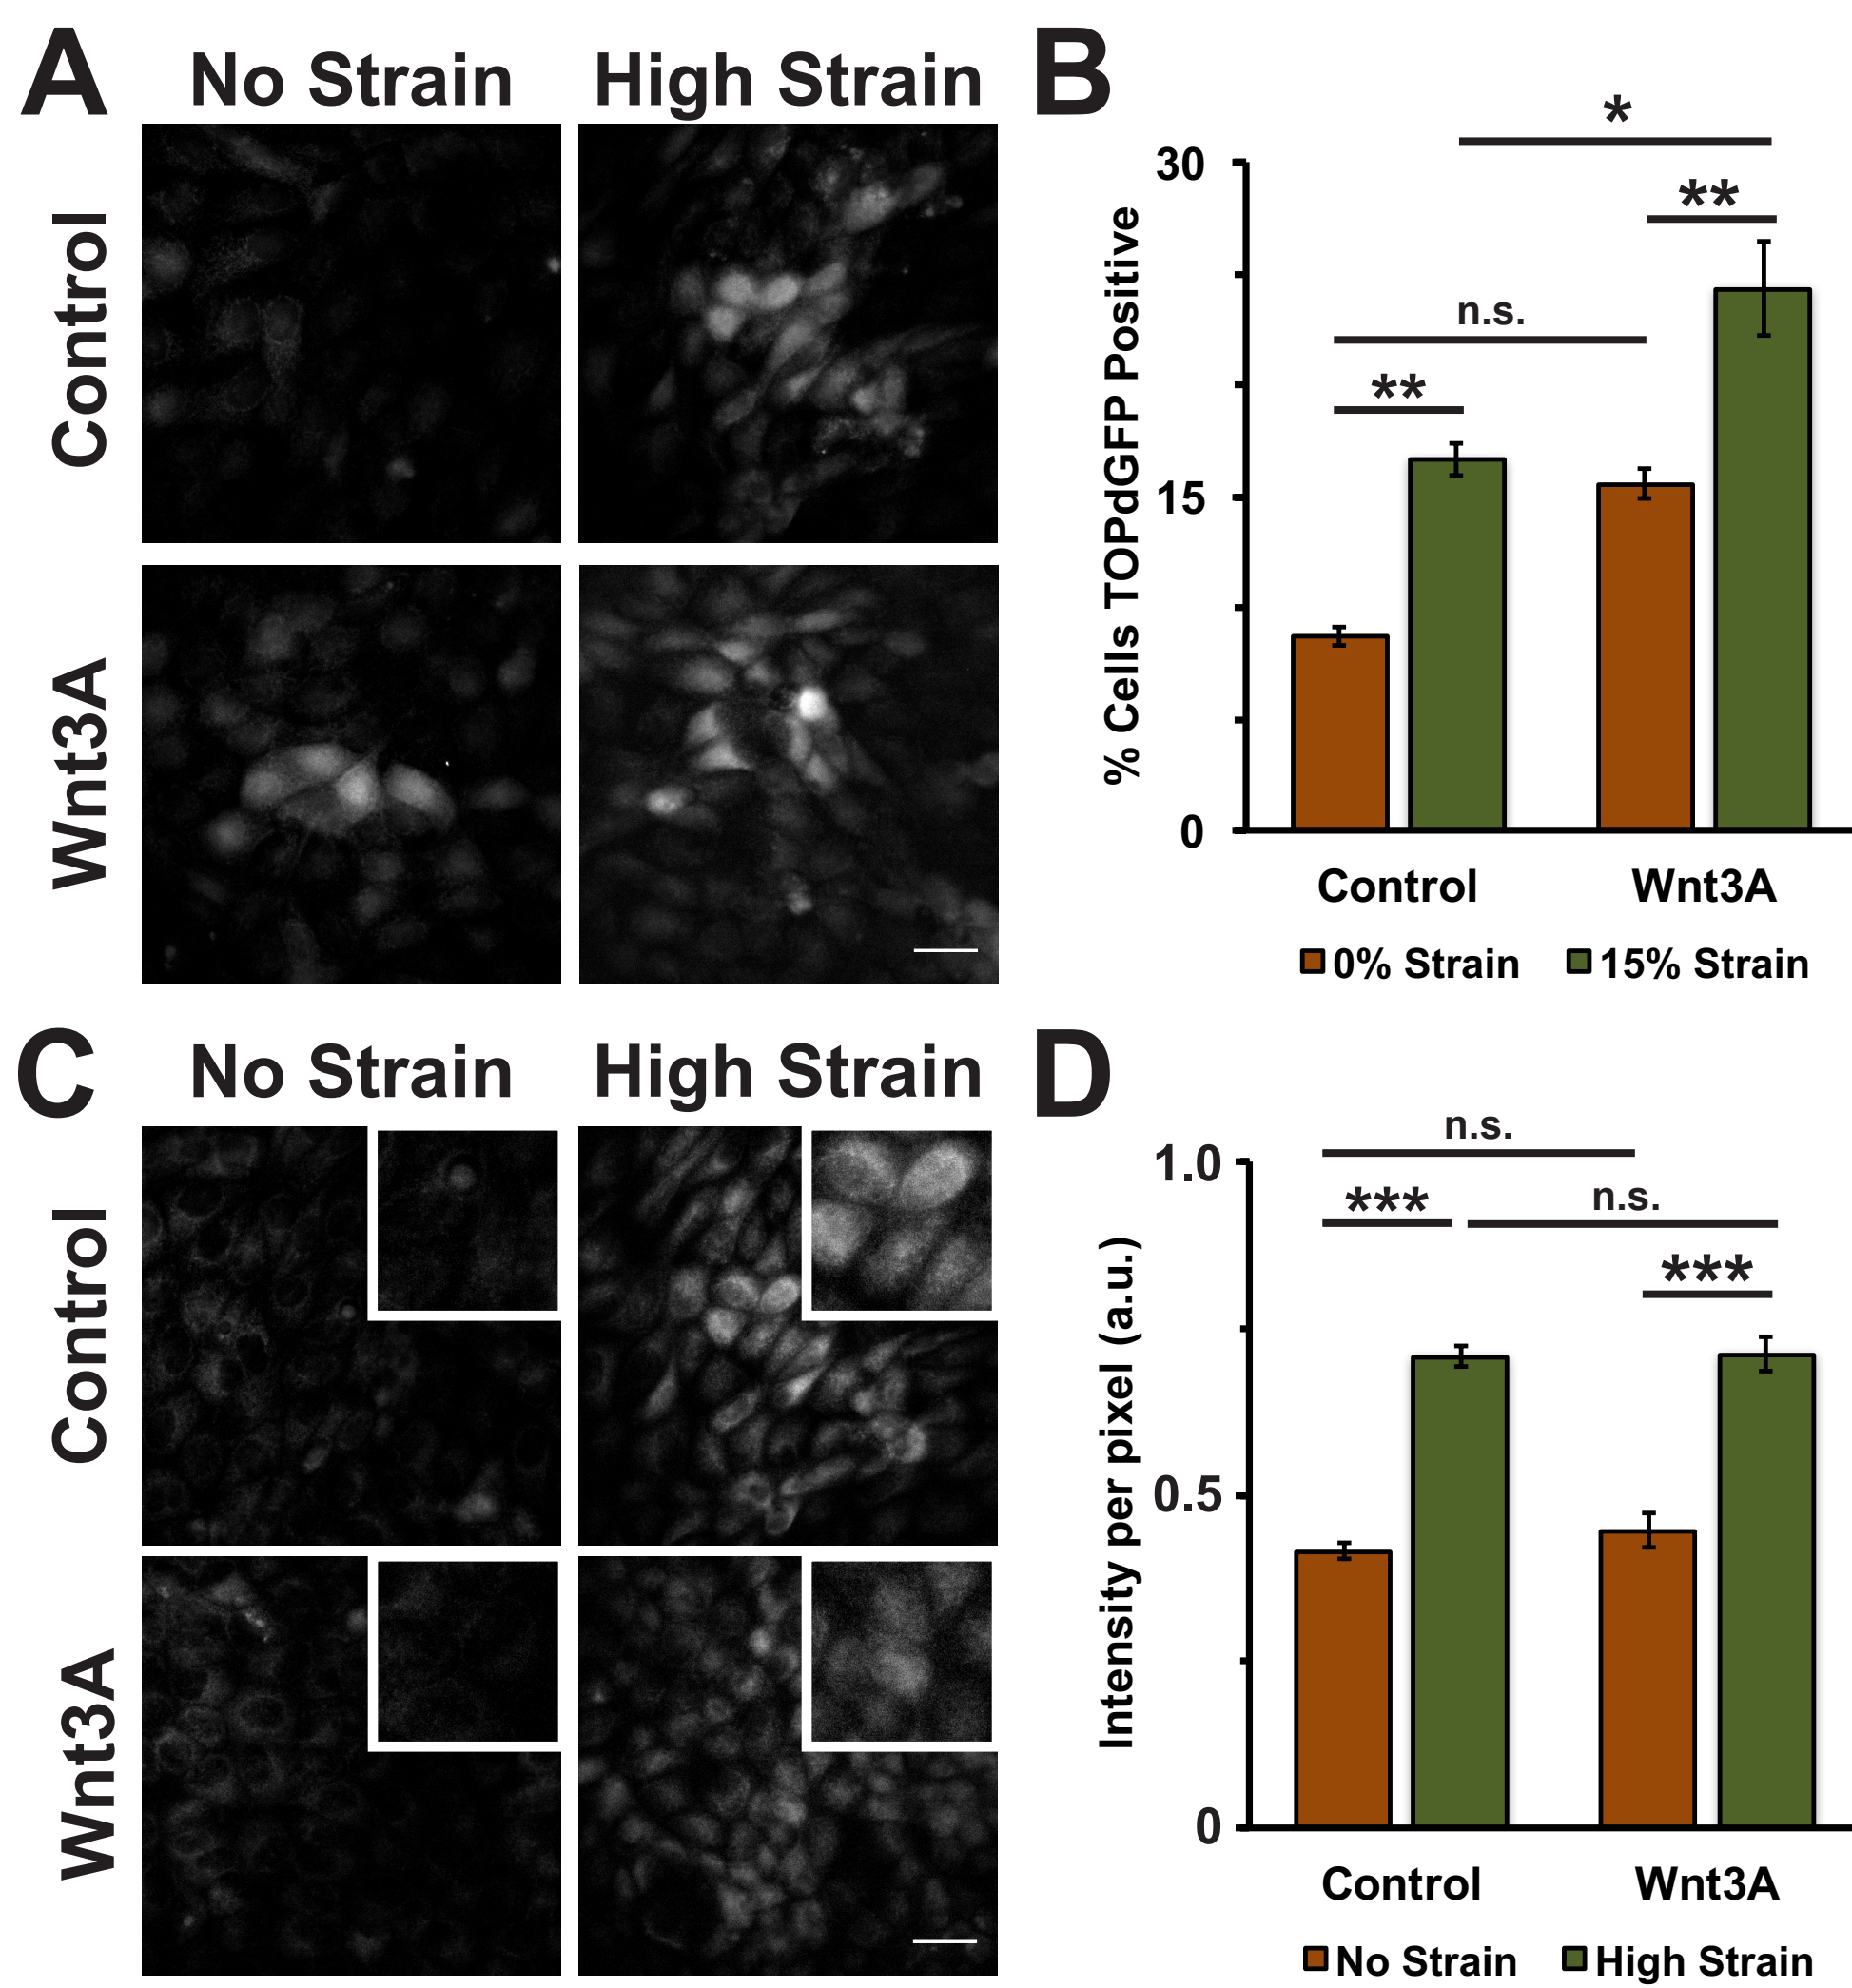 A
No Strain
High Strain
Control
Wnt3A
B
% Cells TOPdGFP Positive
30
15
0
*
**
n.s.
**
Control
Wnt3A
0% Strain
15% Strain
C
No Strain
High Strain
Control
Wnt3A
D
Intensity per pixel (a.u.)
1.0
0.5
0
n.s.
***
n.s.
***
Control
Wnt3A
No Strain
High Strain